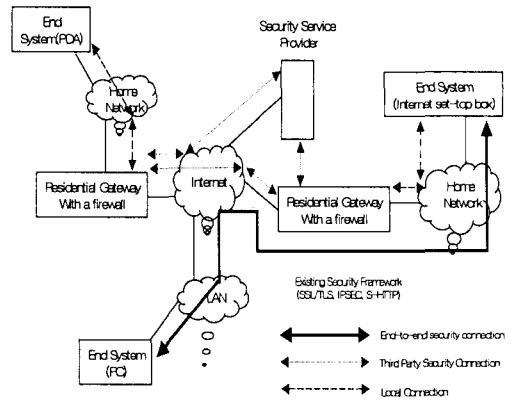 End
System(PDA)
Security Service
Provider
End System
(Internet set-top box)
Home
Network
Internet
Residential Gateway
With a firewall
Residential Gateway
With a firewall
Home
Network
LAN
Existing Security Framework
(SSL/TLS, IPSEC, S-HTTP)
End System
(PC)
End-to-end security connection
Third Party Security Connection
Local Connection